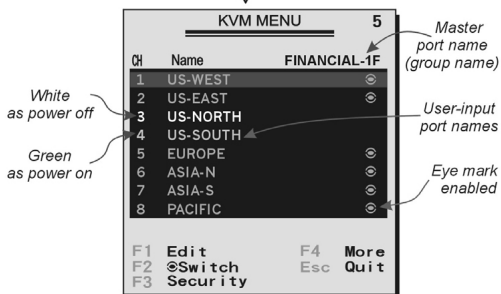 KVM MENU 5
CH Name FINANCIAL-1F
1 US-WEST
2 US-EAST
3 US-NORTH
4 US-SOUTH
5 EUROPE
6 ASIA-N
7 ASIA-S
8 PACIFIC
F1 Edit F4 More
F2 Switch Esc Quit
F3 Security
White
as power off
Green
as power on
Master
port name
(group name)
User-input
port names
Eye mark
enabled